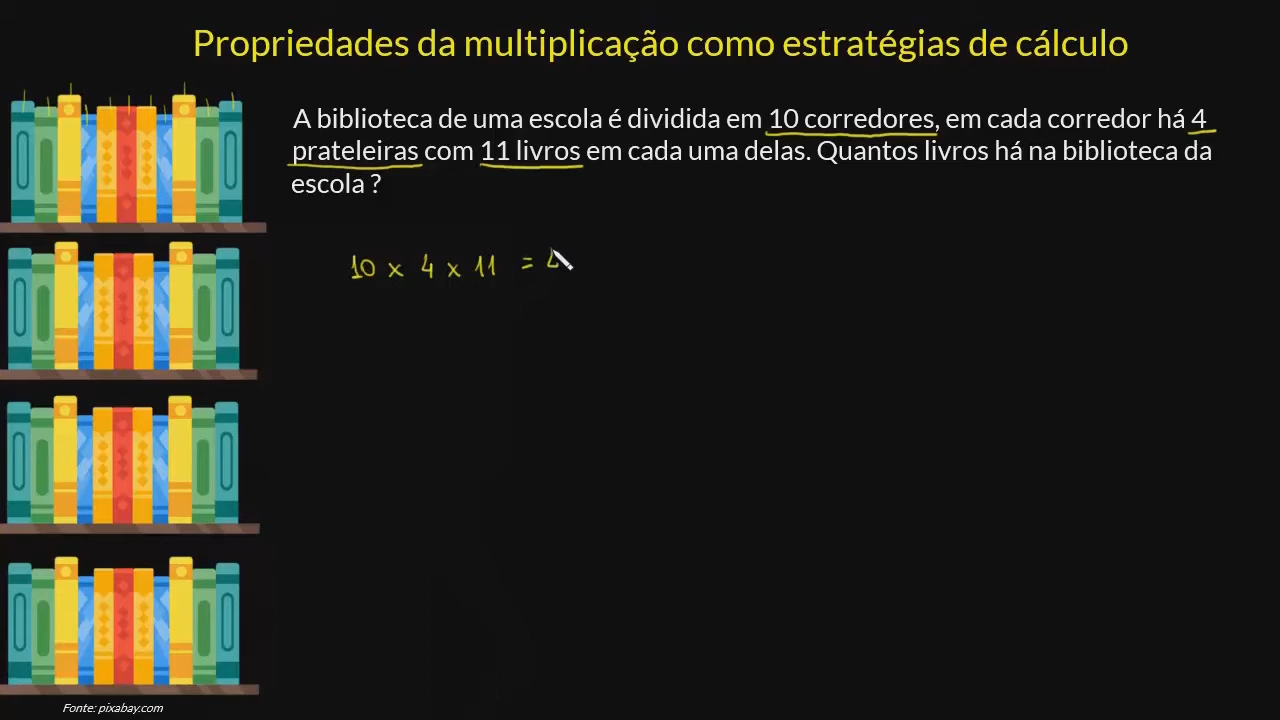 Propriedades da multiplicação como estratégias de cálculo
A biblioteca de uma escola é dividida em 10 corredores, em cada corredor há 4
prateleiras com 11 livros em cada uma delas. Quantos livros há na biblioteca da
escola ?
10 x 4 x 11 =
Fonte: pixabay.com